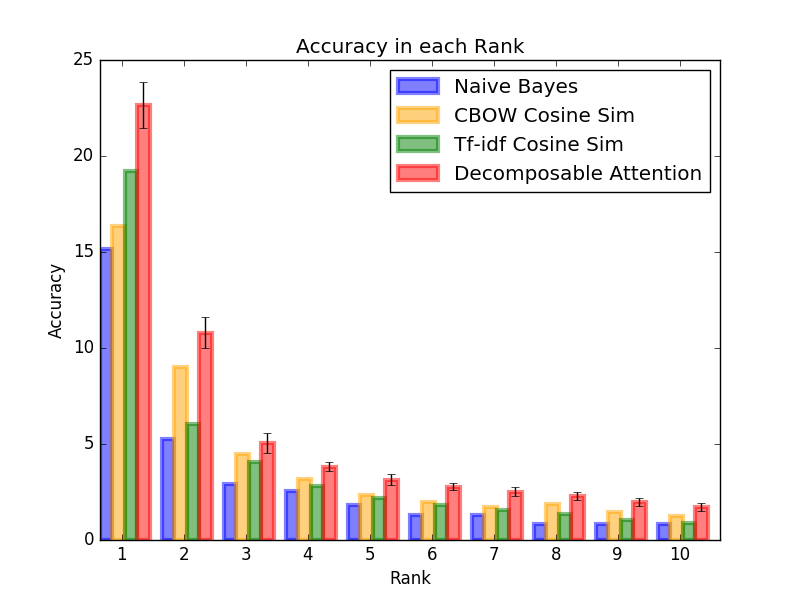 Accuracy in each Rank
25
20
15
10
5
0
Accuracy
Naive Bayes
CBOW Cosine Sim
Tf-idf Cosine Sim
Decomposable Attention
1 2 3 4 5 6 7 8 9 10
Rank